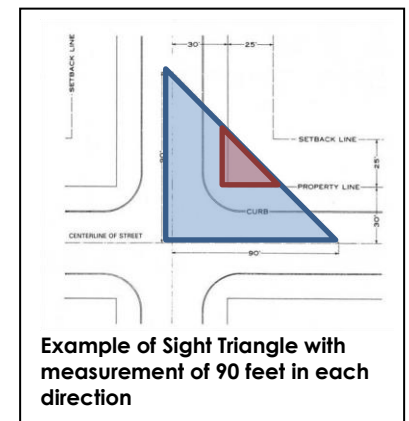 30'
25'
SETBACK LINE
SETBACK LINE
90'
25'
PROPERTY LINE
CURB
30'
CENTERLINE OF STREET
90'
Example of Sight Triangle with
measurement of 90 feet in each
direction